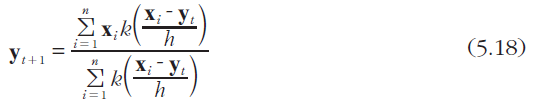 y_{t+1} = \frac{\sum_{i=1}^{n} x_i k\left(\frac{x_i - y_t}{h}\right)}{\sum_{i=1}^{n} k\left(\frac{x_i - y_t}{h}\right)} (5.18)